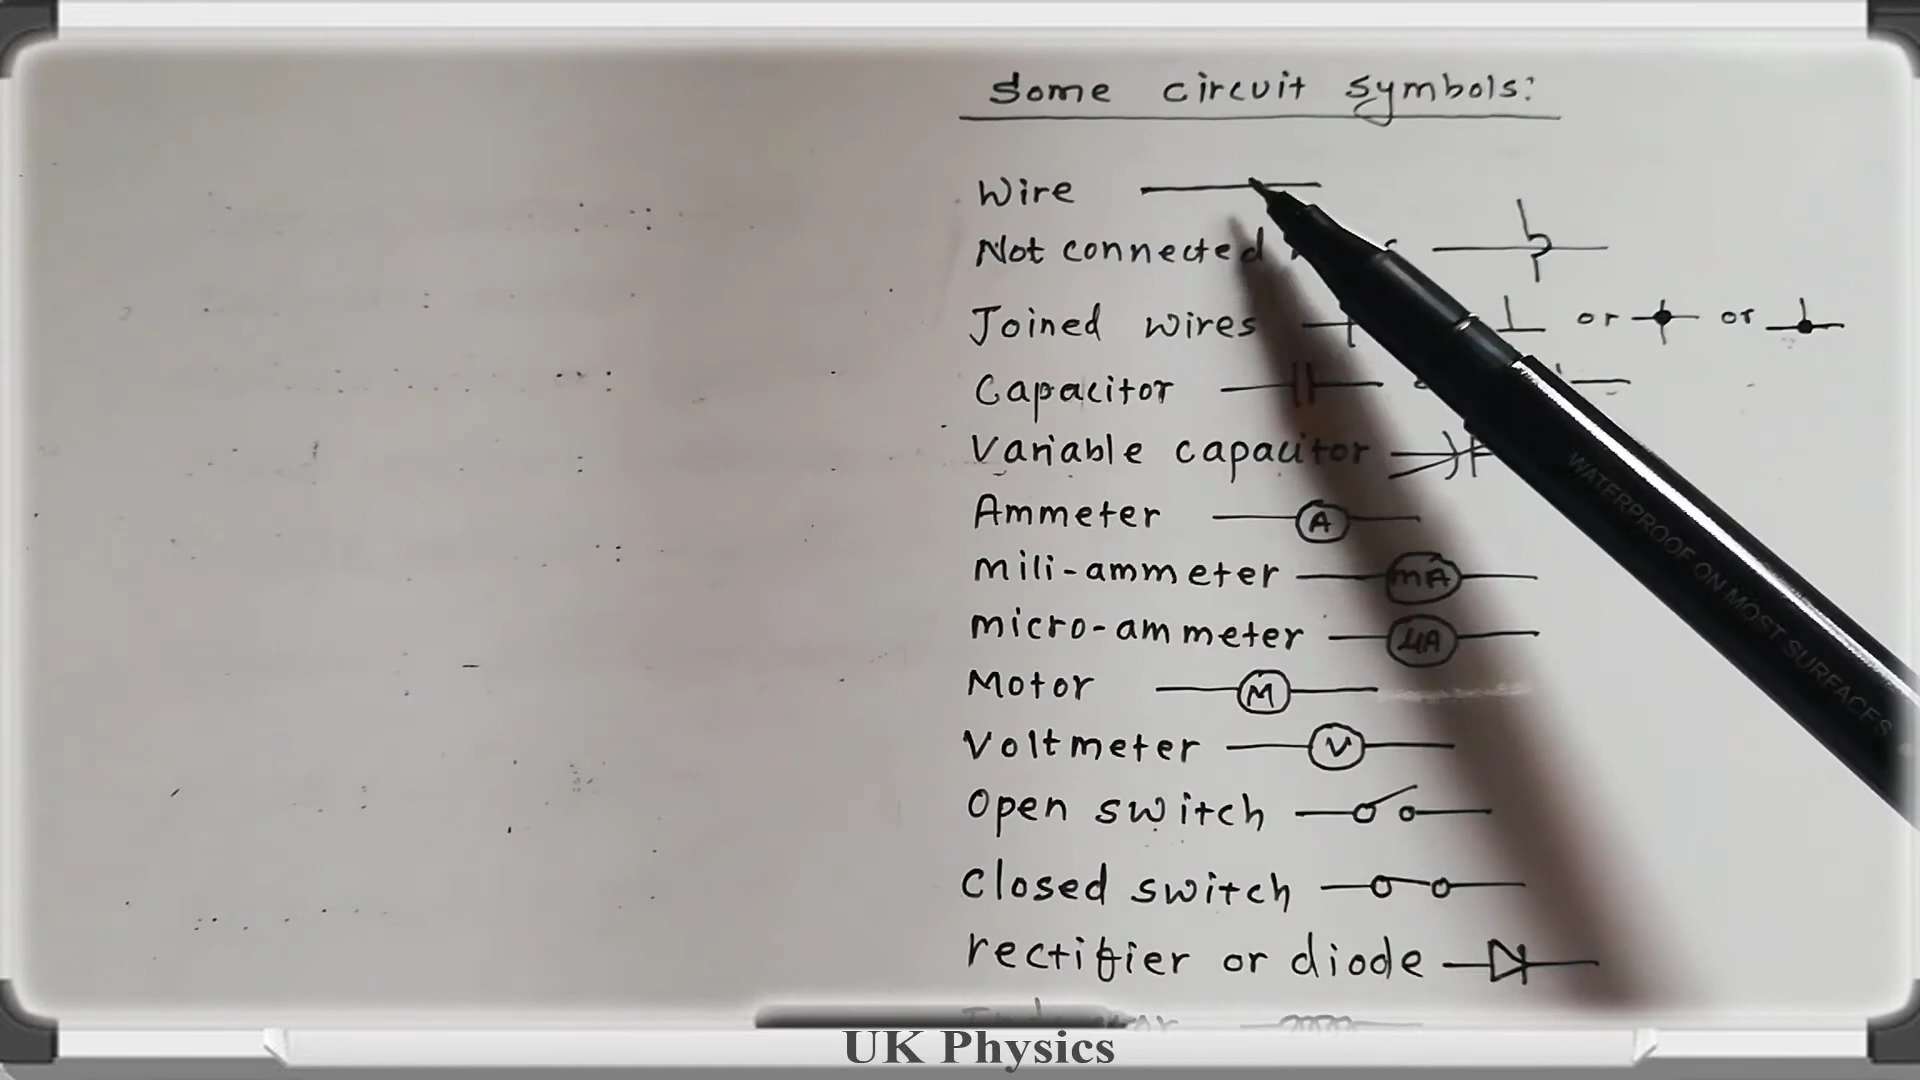 Some circuit symbols:
Wire
Not connected
Joined wires or or
Capacitor
Variable capacitor
Ammeter A
mili-ammeter mA
micro-ammeter μA
Motor M
Voltmeter V
Open switch
Closed switch
rectifier or diode
WATERPROOF ON MOST SURFACES
UK Physics